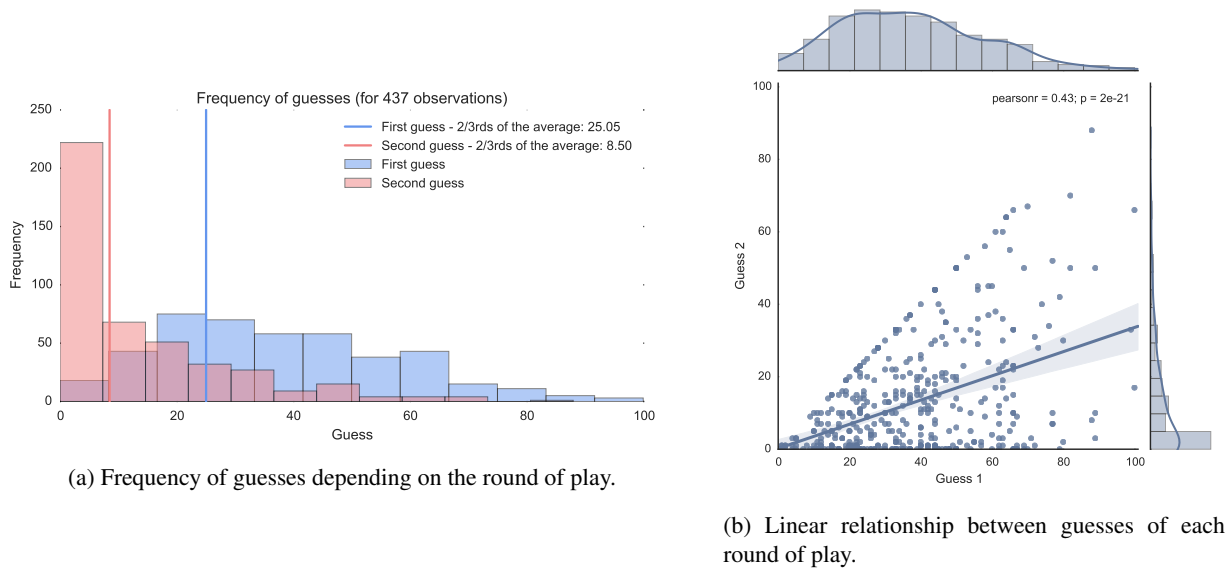 Frequency of guesses (for 437 observations)
First guess - 2/3rds of the average: 25.05
Second guess - 2/3rds of the average: 8.50
First guess
Second guess
Frequency
250
200
150
100
50
0
0 20 40 60 80 100
Guess
(a) Frequency of guesses depending on the round of play.
pearsonr = 0.43; p = 2e-21
Guess 2
100
80
60
40
20
0
0 20 40 60 80 100
Guess 1
(b) Linear relationship between guesses of each
round of play.